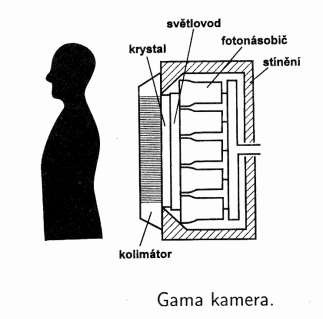 světlovod
krystal
fotonásobič
stínění
kolimátor
Gama kamera.